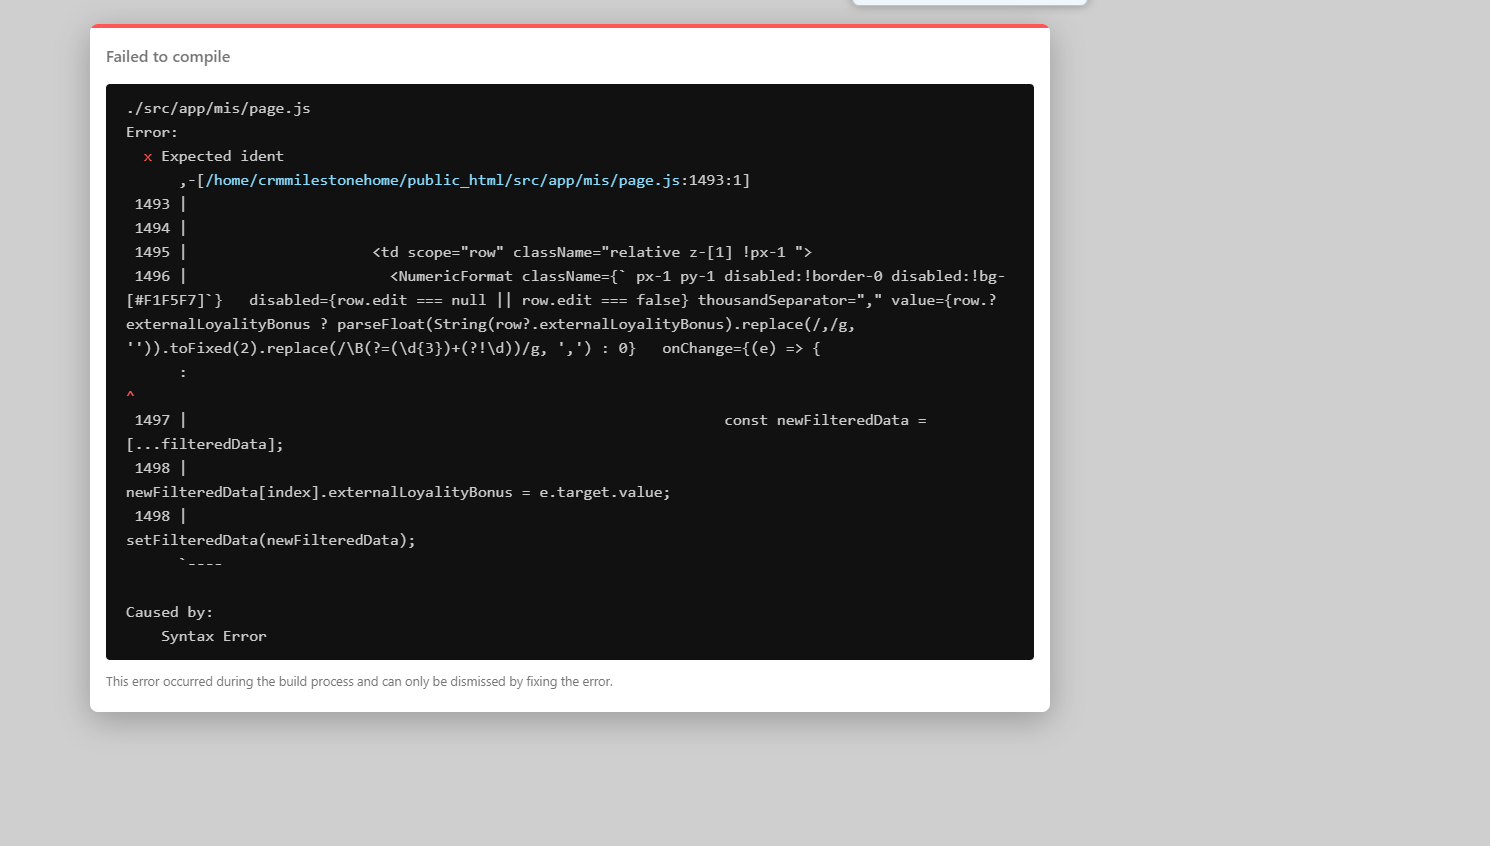 Failed to compile
./src/app/mis/page.js
Error:
x Expected ident
,-[/home/crmmilestonehome/public_html/src/app/mis/page.js:1493:1]
1493 |
1494 |
1495 | <td scope="row" className="relative z-[1] !px-1 ">
1496 | <NumericFormat className={` px-1 py-1 disabled:!border-0 disabled:!bg-
[#F1F5F7]`} disabled={row.edit === null || row.edit === false} thousandSeparator="," value={row.?
externalLoyalityBonus ? parseFloat(String(row?.externalLoyalityBonus).replace(/,/g,
'')).toFixed(2).replace(/\B(?=(\d{3})+(?!\d))/g, ',') : 0} onChange={(e) => {
:
^
1497 | const newFilteredData =
[...filteredData];
1498 |
newFilteredData[index].externalLoyalityBonus = e.target.value;
1498 |
setFilteredData(newFilteredData);
`----
Caused by:
Syntax Error
This error occurred during the build process and can only be dismissed by fixing the error.